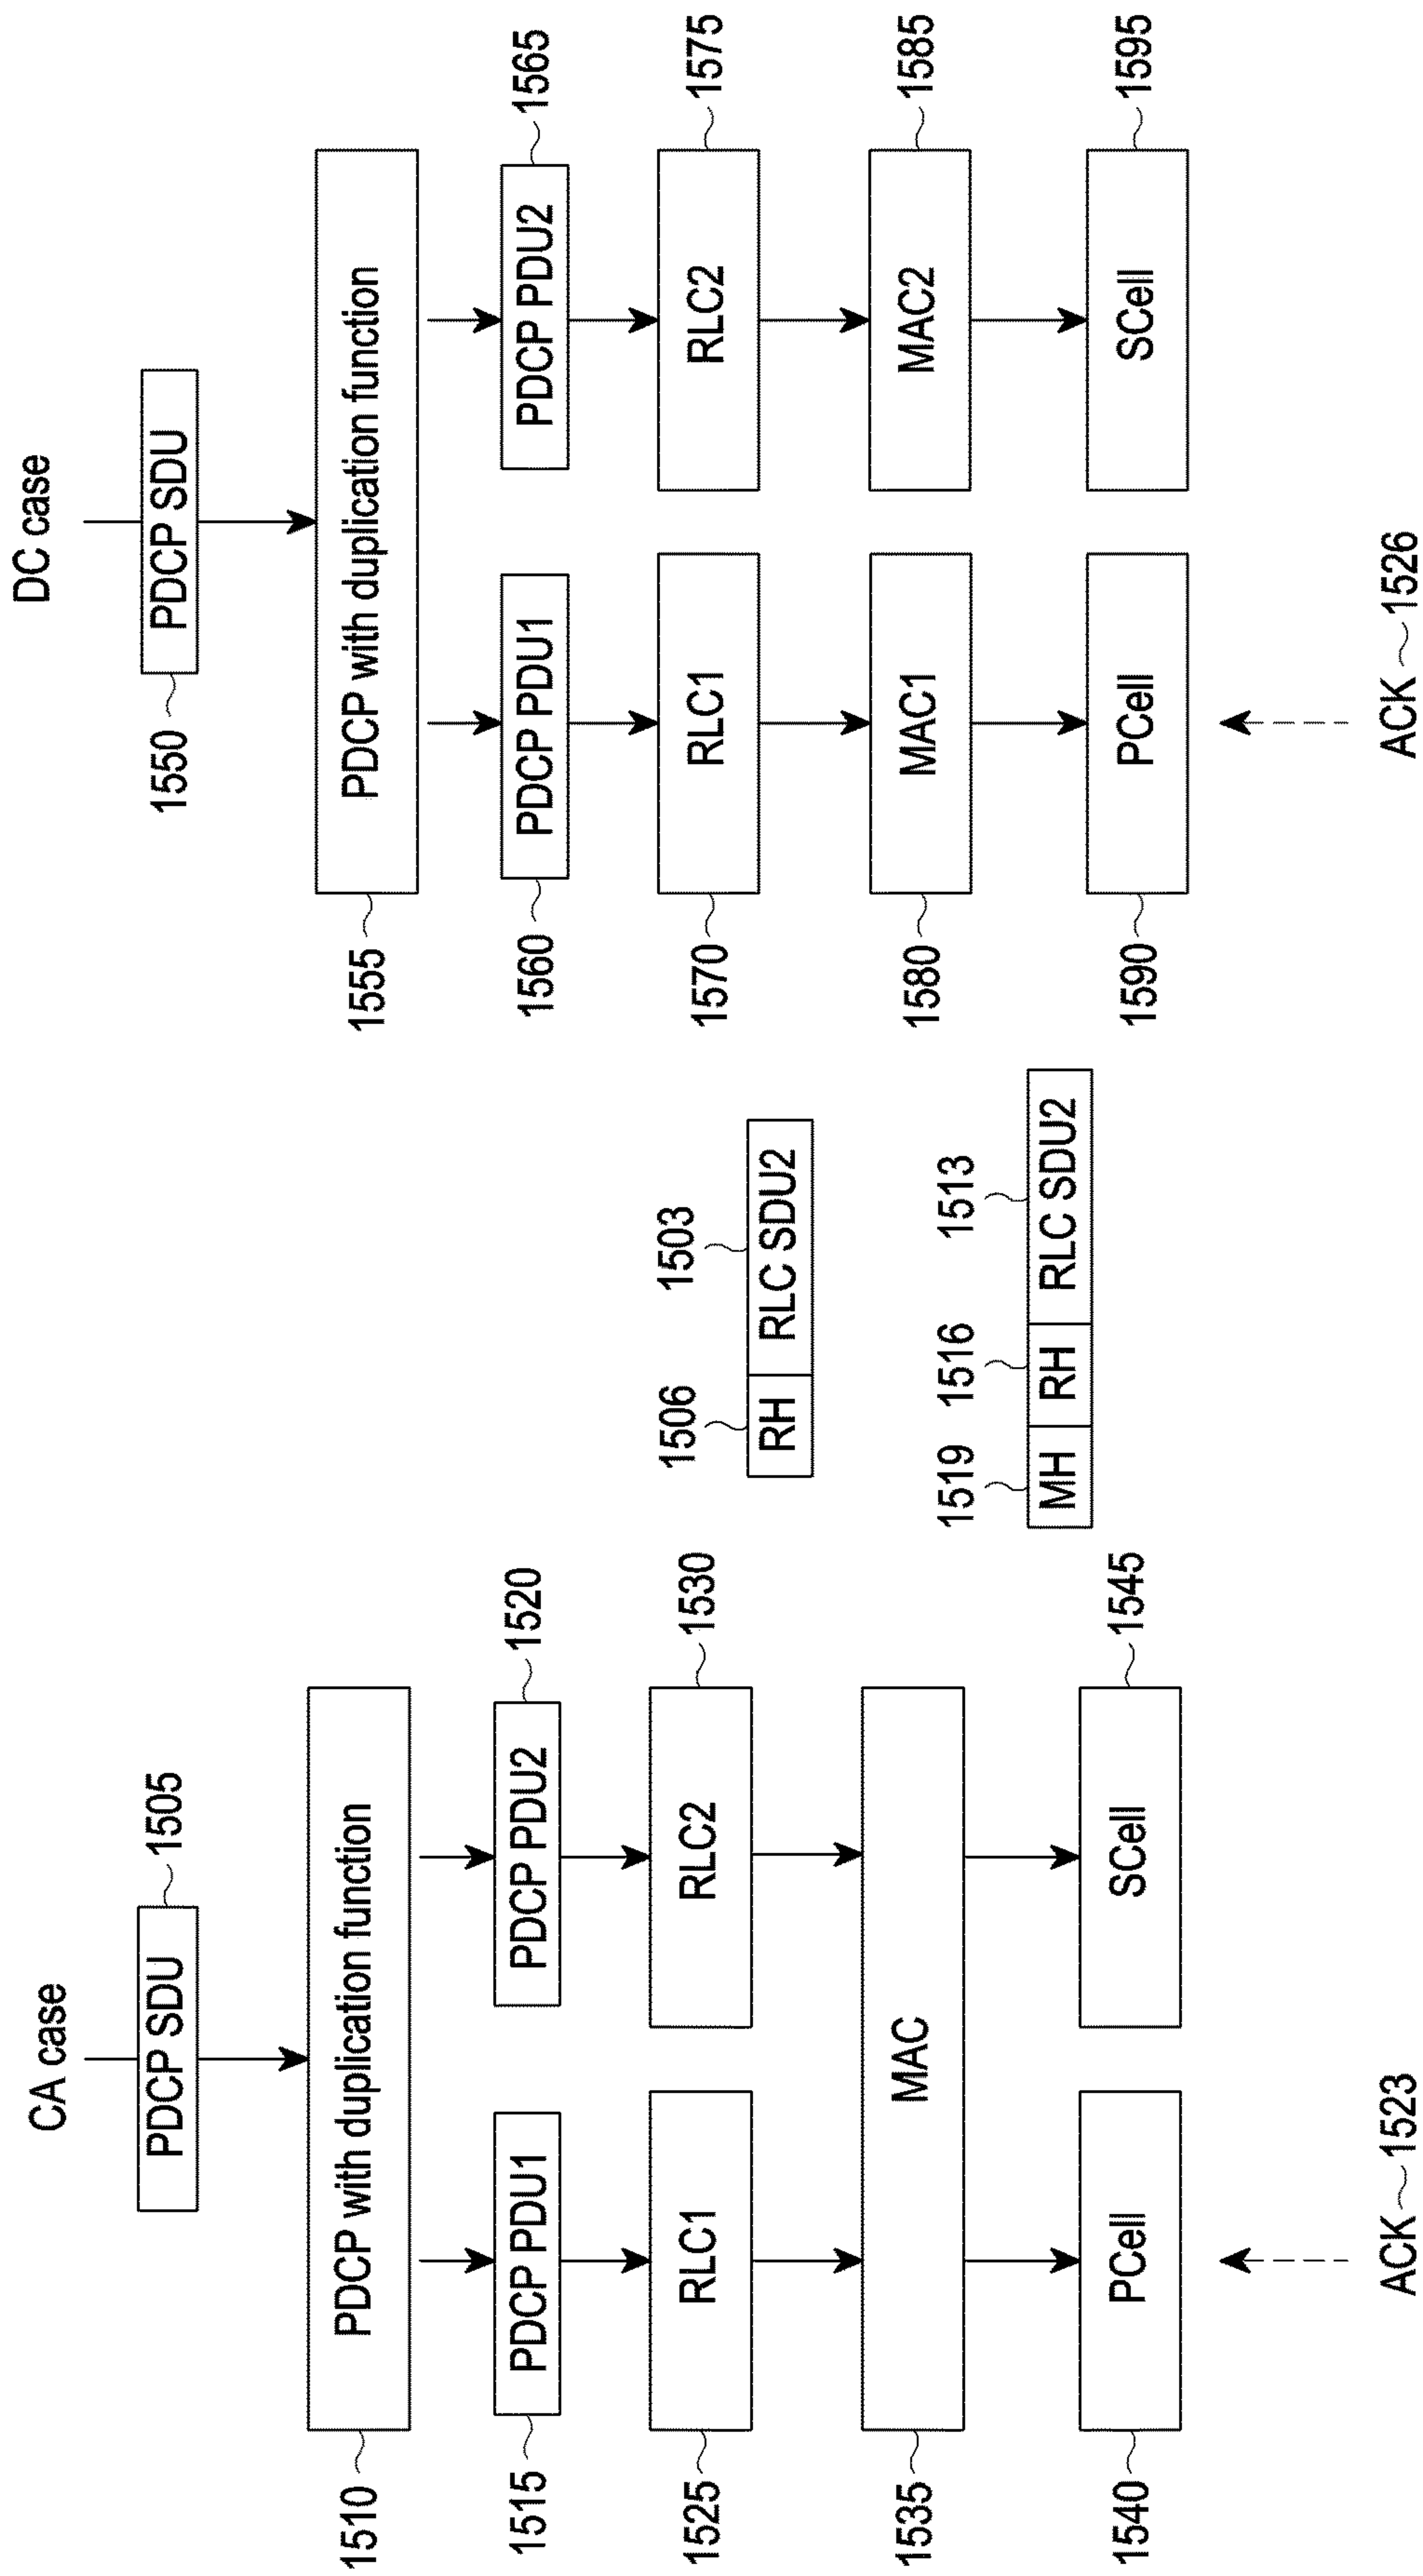 CA case
PDCP SDU
1505
PDCP with duplication function
1510
PDCP PDU1
PDCP PDU2
1520
1515
RLC1
RLC2
1530
1525
MAC
1535
PCell
SCell
1545
1540
ACK
1523
1503
1506
RH
RLC SDU2
1513
1516
1519
MH
RH
RLC SDU2
DC case
PDCP SDU
1550
PDCP with duplication function
1555
PDCP PDU1
PDCP PDU2
1565
1560
RLC1
RLC2
1575
1570
MAC1
MAC2
1585
1580
PCell
SCell
1595
1590
ACK
1526